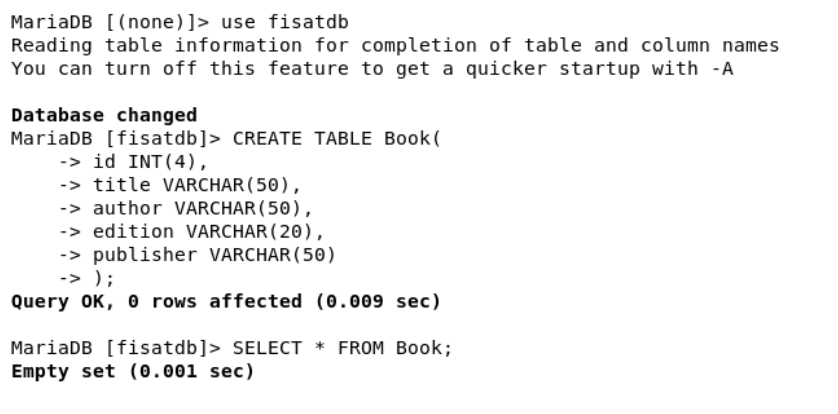 MariaDB [(none)]> use fisatdb
Reading table information for completion of table and column names
You can turn off this feature to get a quicker startup with -A
Database changed
MariaDB [fisatdb]> CREATE TABLE Book(
    -> id INT(4),
    -> title VARCHAR(50),
    -> author VARCHAR(50),
    -> edition VARCHAR(20),
    -> publisher VARCHAR(50)
    -> );
Query OK, 0 rows affected (0.009 sec)
MariaDB [fisatdb]> SELECT * FROM Book;
Empty set (0.001 sec)